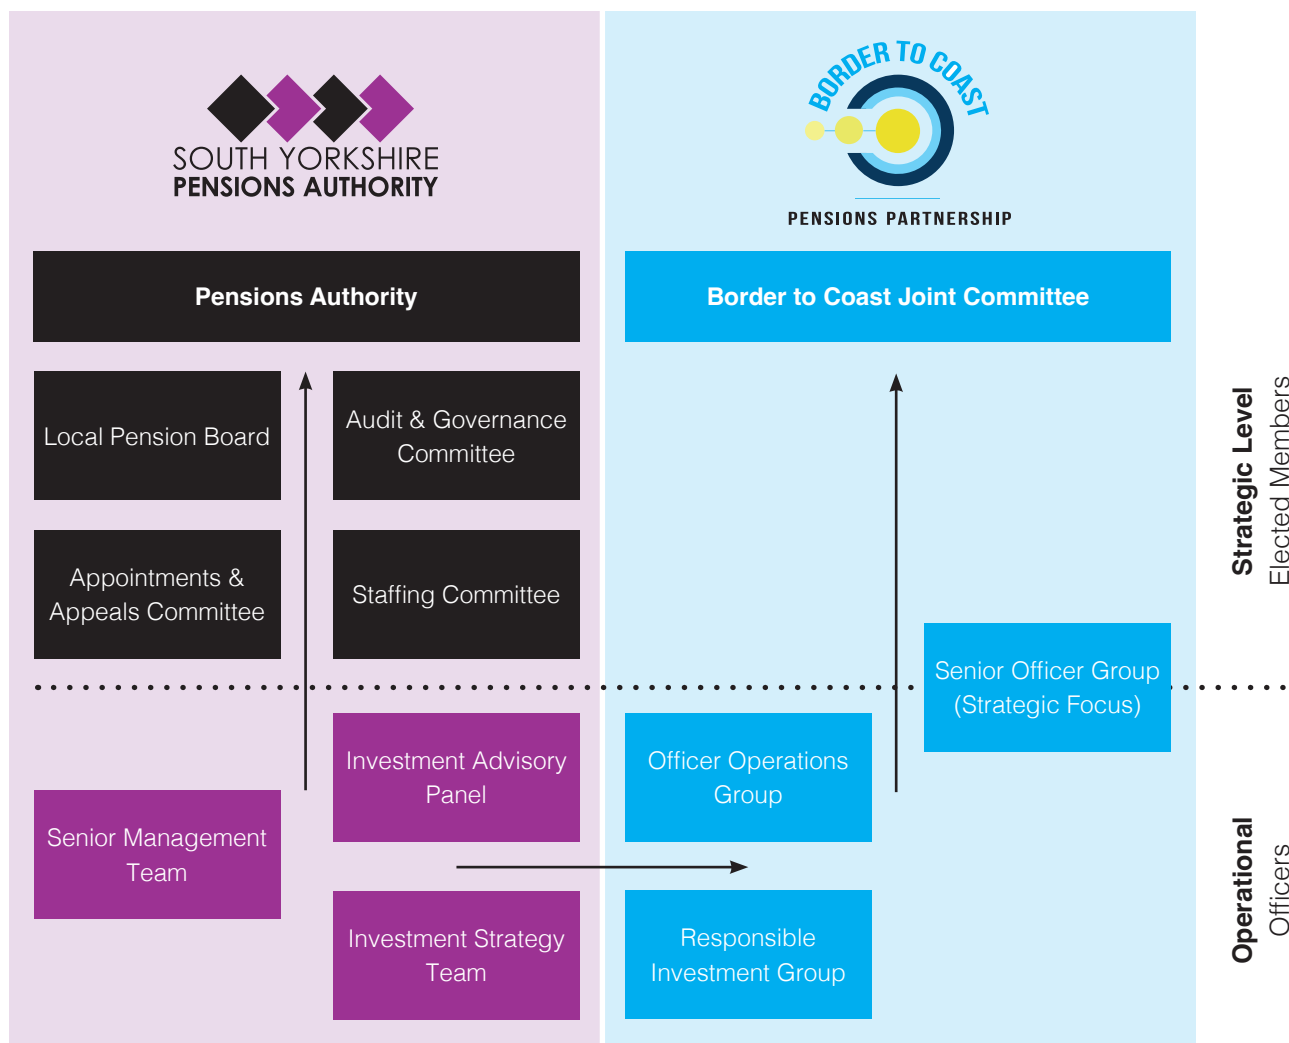 SOUTH YORKSHIRE
PENSIONS AUTHORITY
BORDER TO COAST
PENSIONS PARTNERSHIP
Pensions Authority
Border to Coast Joint Committee
Local Pension Board
Audit & Governance
Committee
Appointments &
Appeals Committee
Staffing Committee
Strategic Level
Elected Members
Senior Officer Group
(Strategic Focus)
Investment Advisory
Panel
Officer Operations
Group
Senior Management
Team
Investment Strategy
Team
Responsible
Investment Group
Operational
Officers